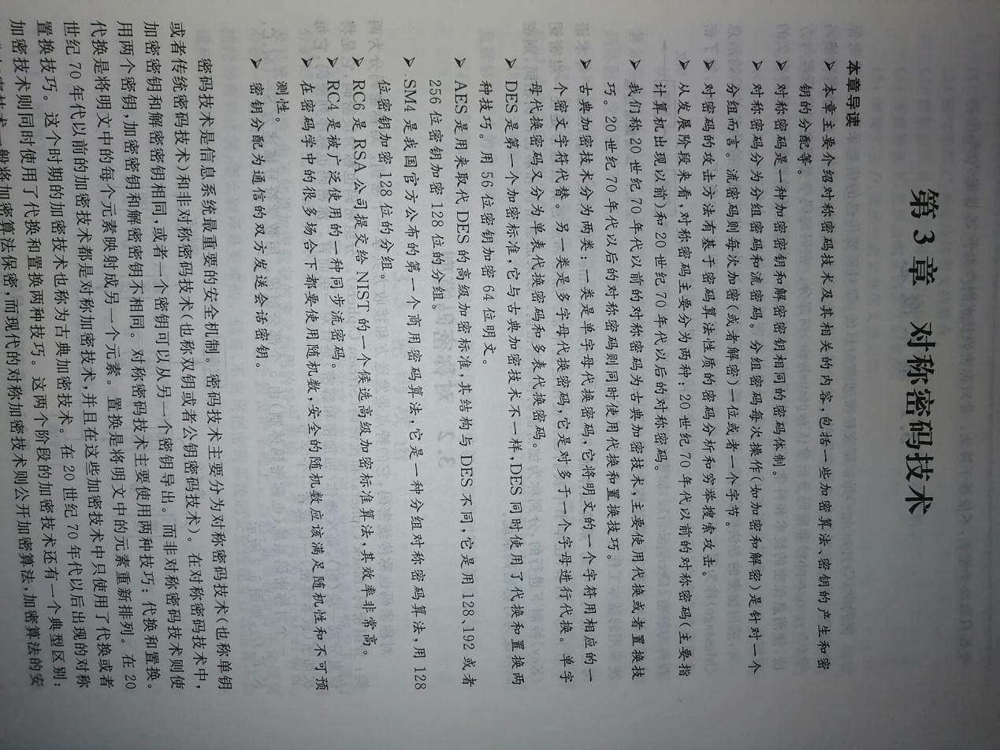 第 3 章 对称密码技术
本章导读
➤ 本章主要介绍对称密码技术及其相关的内容,包括一些加密算法、密钥的产生和密
钥的分配等。
➤ 对称密码是一种加密密钥和解密密钥相同的密码体制。
➤ 对称密码分为分组密码和流密码。分组密码每次操作(如加密和解密)是针对一个
分组而言。流密码则每次加密(或者解密)一位或者一个字节。
➤ 对密码的攻击方法有基于密码算法性质的密码分析和穷举搜索攻击。
➤ 从发展阶段来看,对称密码主要分为两种:20 世纪 70 年代以前的对称密码(主要指
计算机出现以前)和 20 世纪 70 年代以后的对称密码。
➤ 我们称 20 世纪 70 年代以前的对称密码为古典加密技术,主要使用代换或者置换技
巧。20 世纪 70 年代以后的对称密码则同时使用代换和置换技巧。
➤ 古典加密技术分为两类:一类是单字母代换密码,它将明文的一个字符用相应的一
个密文字符代替。另一类是多字母代换密码,它是对多于一个字母进行代换。单字
母代换密码又分为单表代换密码和多表代换密码。
➤ DES 是第一个加密标准,它与古典加密技术不一样,DES 同时使用了代换和置换两
种技巧。用 56 位密钥加密 64 位明文。
➤ AES 是用来取代 DES 的高级加密标准,其结构与 DES 不同,它是用 128、192 或者
256 位密钥加密 128 位的分组。
➤ SM4 是我国官方公布的第一个商用密码算法,它是一种分组对称密码算法,用 128
位密钥加密 128 位的分组。
➤ RC6 是 RSA 公司提交给 NIST 的一个候选高级加密标准算法,其效率非常高。
➤ RC4 是被广泛使用的一种同步流密码。
➤ 在密码学中的很多场合下都要使用随机数,安全的随机数应该满足随机性和不可预
测性。
➤ 密钥分配为通信的双方发送会话密钥。
密码技术是信息系统最重要的安全机制。密码技术主要分为对称密码技术(也称单钥
或者传统密码技术)和非对称密码技术(也称双钥或者公钥密码技术)。在对称密码技术中,
加密密钥和解密密钥相同,或者一个密钥可以从另一个密钥导出。而非对称密码技术则使
用两个密钥,加密密钥和解密密钥不相同。对称密码技术主要使用两种技巧:代换和置换。
代换是将明文中的每个元素映射成另一个元素。置换是将明文中的元素重新排列。在 20
世纪 70 年代以前的加密技术都是对称加密技术,并且在这些加密技术中只使用了代换或者
置换技巧。这个时期的加密技术也称为古典加密技术。在 20 世纪 70 年代以后出现的对称
加密技术则同时使用了代换和置换两种技巧。这两个阶段的加密技术还有一个典型区别:
般将加密算法保密,而现代的对称加密技术则公开加密算法,加密算法的安